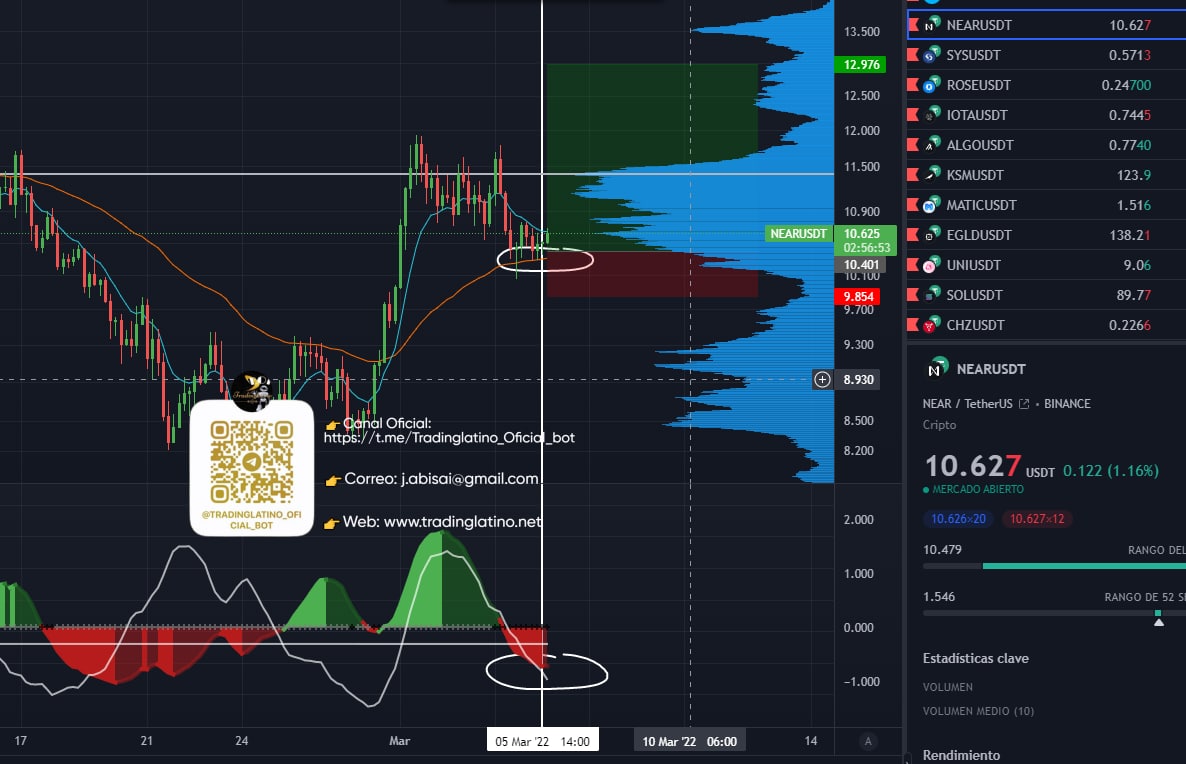 13.500
12.976
12.500
12.000
11.500
10.900
NEARUSDT
10.625
02:56:53
10.401
10.100
9.854
9.700
9.300
8.930
8.500
8.200
2.000
1.000
0.000
−1.000
17
21
24
Mar
05 Mar '22 14:00
10 Mar '22 06:00
14
A
Canal Oficial:
https://t.me/Tradinglatino_Oficial_bot
Correo: j.abisai@gmail.com
Web: www.tradinglatino.net
@TRADINGLATINO_OFI
CIAL_BOT
NEARUSDT 10.627
SYSUSDT 0.5713
ROSEUSDT 0.24700
IOTAUSDT 0.7445
ALGOUSDT 0.7740
KSMUSDT 123.9
MATICUSDT 1.516
EGLDUSDT 138.21
UNIUSDT 9.06
SOLUSDT 89.77
CHZUSDT 0.2266
NEARUSDT
NEAR / TetherUS • BINANCE
Cripto
10.627 USDT 0.122 (1.16%)
MERCADO ABIERTO
10.626×20 10.627×12
10.479 RANGO DEL
1.546 RANGO DE 52 S
Estadísticas clave
VOLUMEN
VOLUMEN MEDIO (10)
Rendimiento